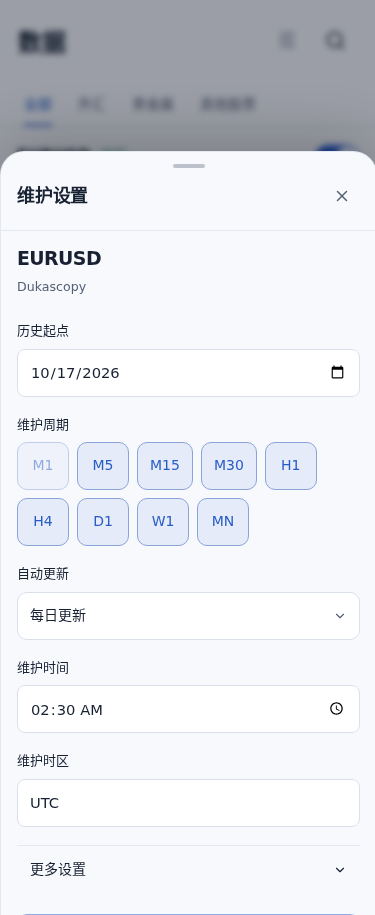 数据
全部 外汇
维护设置
EURUSD
Dukascopy
历史起点
10/17/2026
维护周期
M1 M5 M15 M30 H1
H4 D1 W1 MN
自动更新
每日更新
维护时间
02:30 AM
维护时区
UTC
更多设置